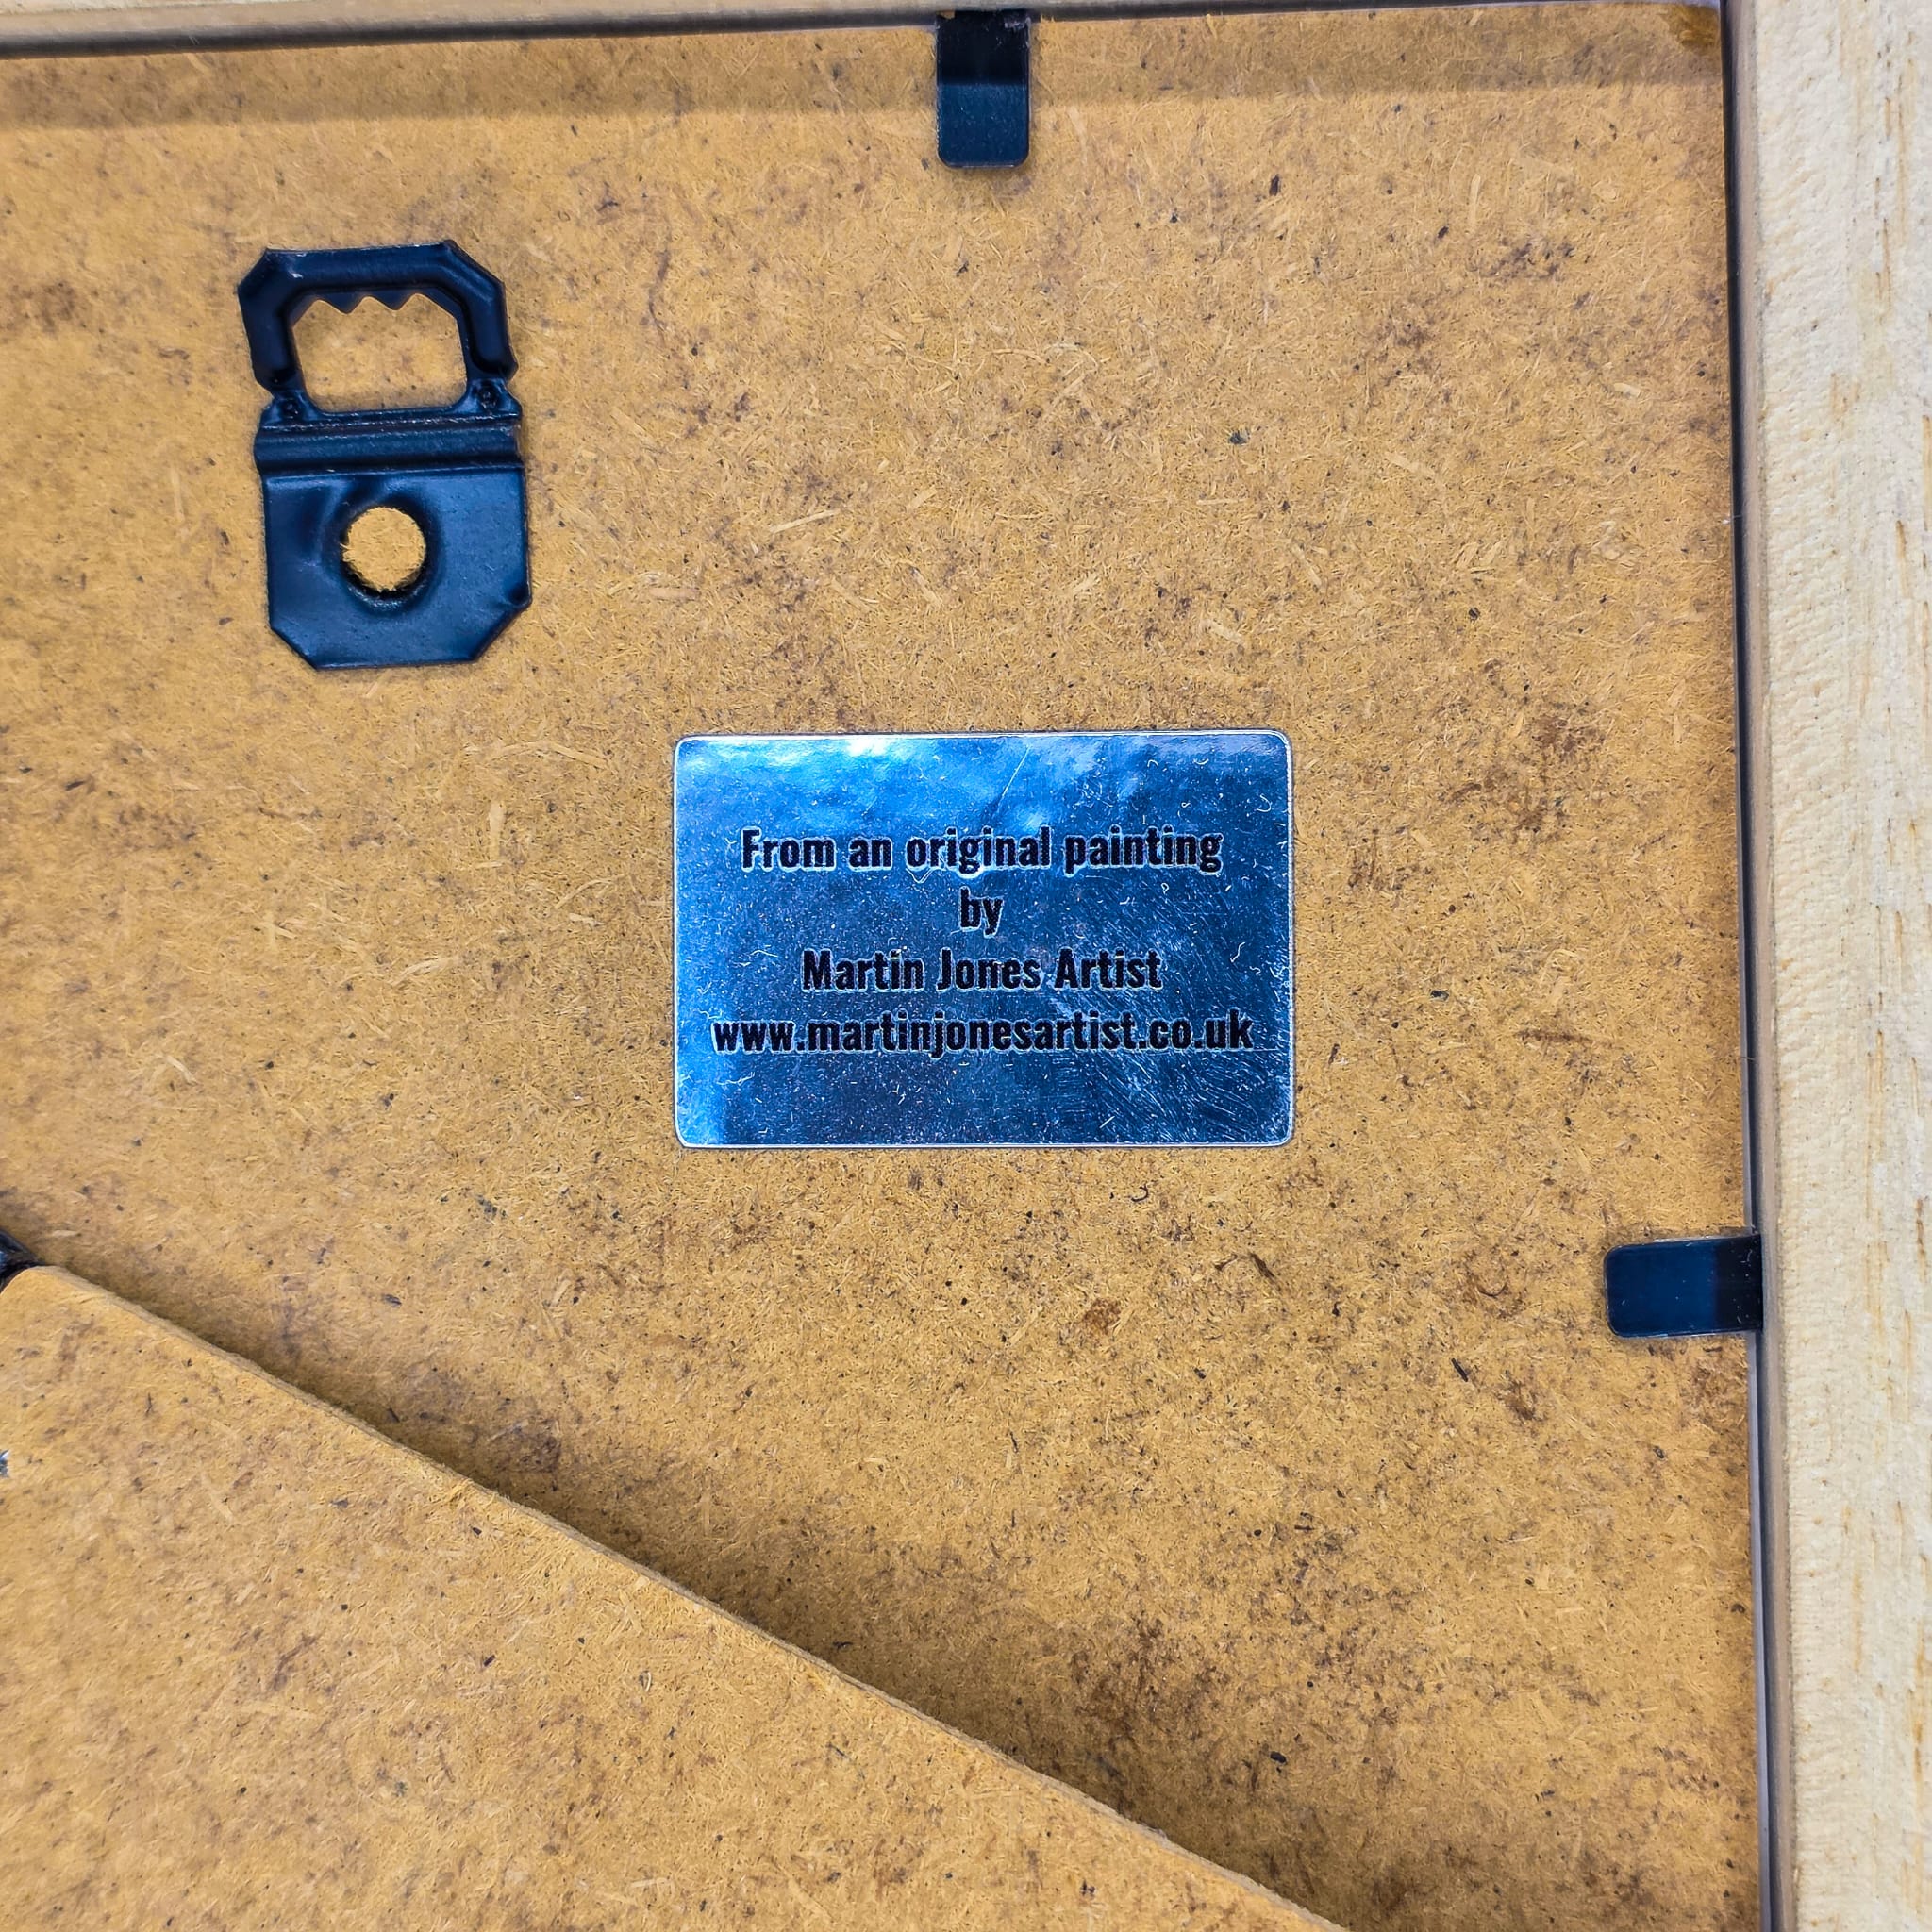 From an original painting
by
Martin Jones Artist
www.martinjonesartist.co.uk